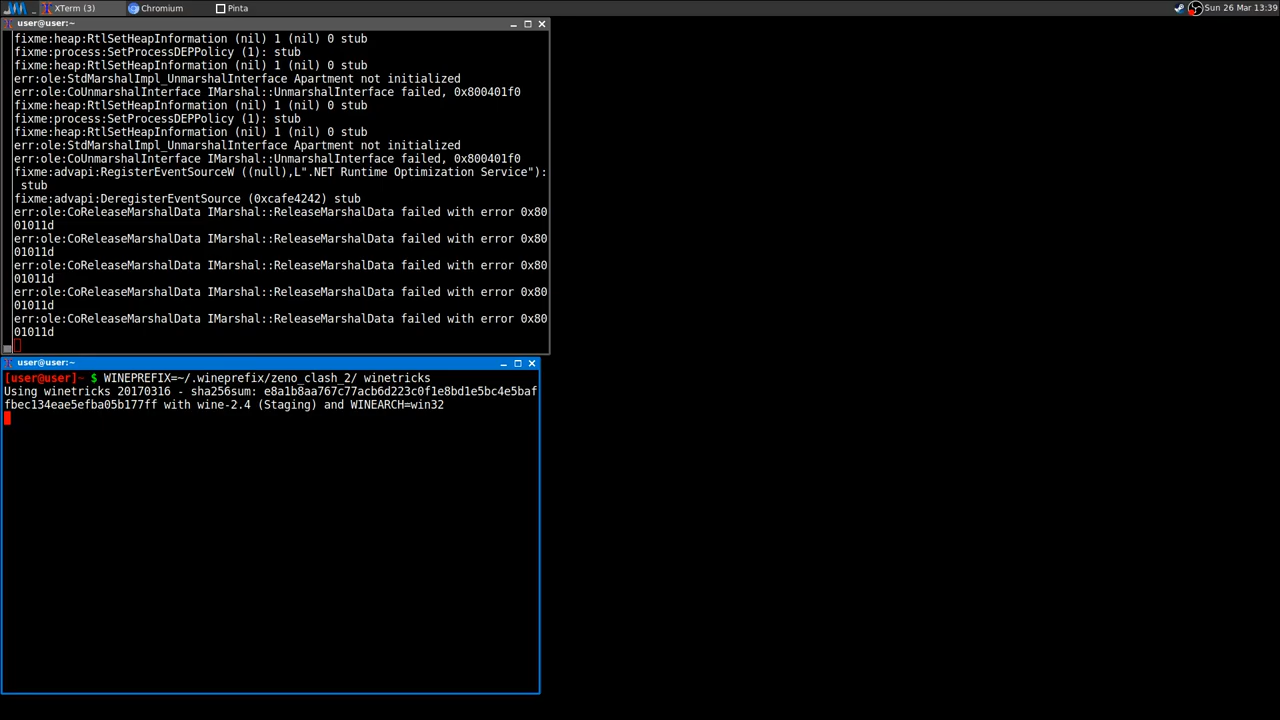 XTerm (3) Chromium Pinta Sun 26 Mar 13:39
user@user:~
fixme:heap:RtlSetHeapInformation (nil) 1 (nil) 0 stub
fixme:process:SetProcessDEPPolicy (1): stub
fixme:heap:RtlSetHeapInformation (nil) 1 (nil) 0 stub
err:ole:StdMarshalImpl_UnmarshalInterface Apartment not initialized
err:ole:CoUnmarshalInterface IMarshal::UnmarshalInterface failed, 0x800401f0
fixme:heap:RtlSetHeapInformation (nil) 1 (nil) 0 stub
fixme:process:SetProcessDEPPolicy (1): stub
fixme:heap:RtlSetHeapInformation (nil) 1 (nil) 0 stub
err:ole:StdMarshalImpl_UnmarshalInterface Apartment not initialized
err:ole:CoUnmarshalInterface IMarshal::UnmarshalInterface failed, 0x800401f0
fixme:advapi:RegisterEventSourceW ((null),L".NET Runtime Optimization Service"):
stub
fixme:advapi:DeregisterEventSource (0xcafe4242) stub
err:ole:CoReleaseMarshalData IMarshal::ReleaseMarshalData failed with error 0x80
01011d
err:ole:CoReleaseMarshalData IMarshal::ReleaseMarshalData failed with error 0x80
01011d
err:ole:CoReleaseMarshalData IMarshal::ReleaseMarshalData failed with error 0x80
01011d
err:ole:CoReleaseMarshalData IMarshal::ReleaseMarshalData failed with error 0x80
01011d
err:ole:CoReleaseMarshalData IMarshal::ReleaseMarshalData failed with error 0x80
01011d
user@user:~
[user@user]~ $ WINEPREFIX=~/.wineprefix/zeno_clash_2/ winetricks
Using winetricks 20170316 - sha256sum: e8a1b8aa767c77acb6d223c0f1e8bd1e5bc4e5baf
fbec134eae5efba05b177ff with wine-2.4 (Staging) and WINEARCH=win32